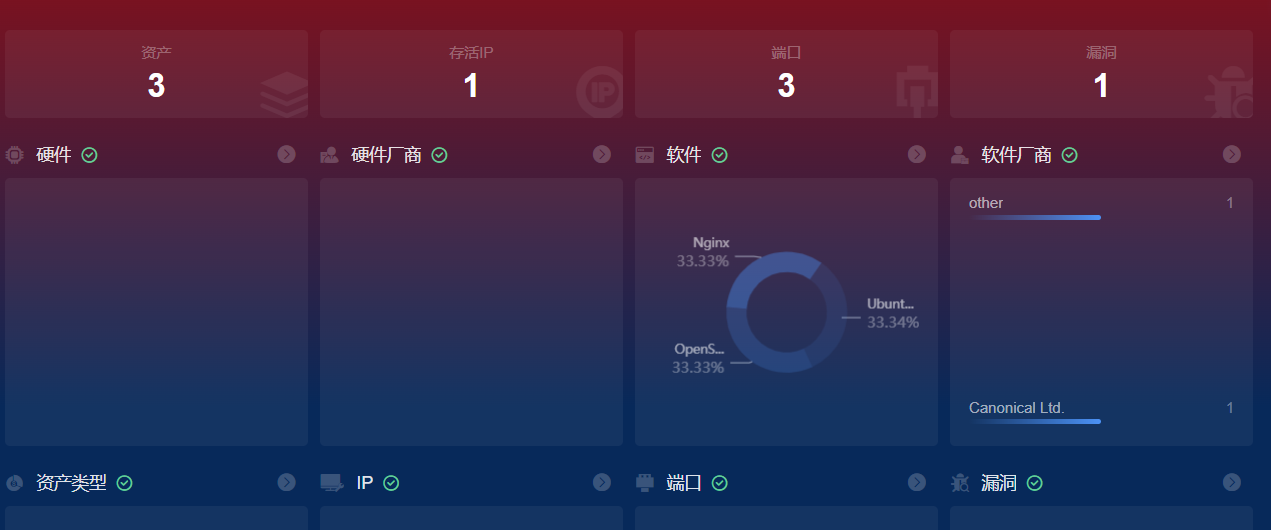 资产
3
存活IP
1
端口
3
漏洞
1
硬件
硬件厂商
软件
软件厂商
Nginx
33.33%
Ubunt...
33.34%
OpenS...
33.33%
other 1
Canonical Ltd. 1
资产类型
IP
端口
漏洞